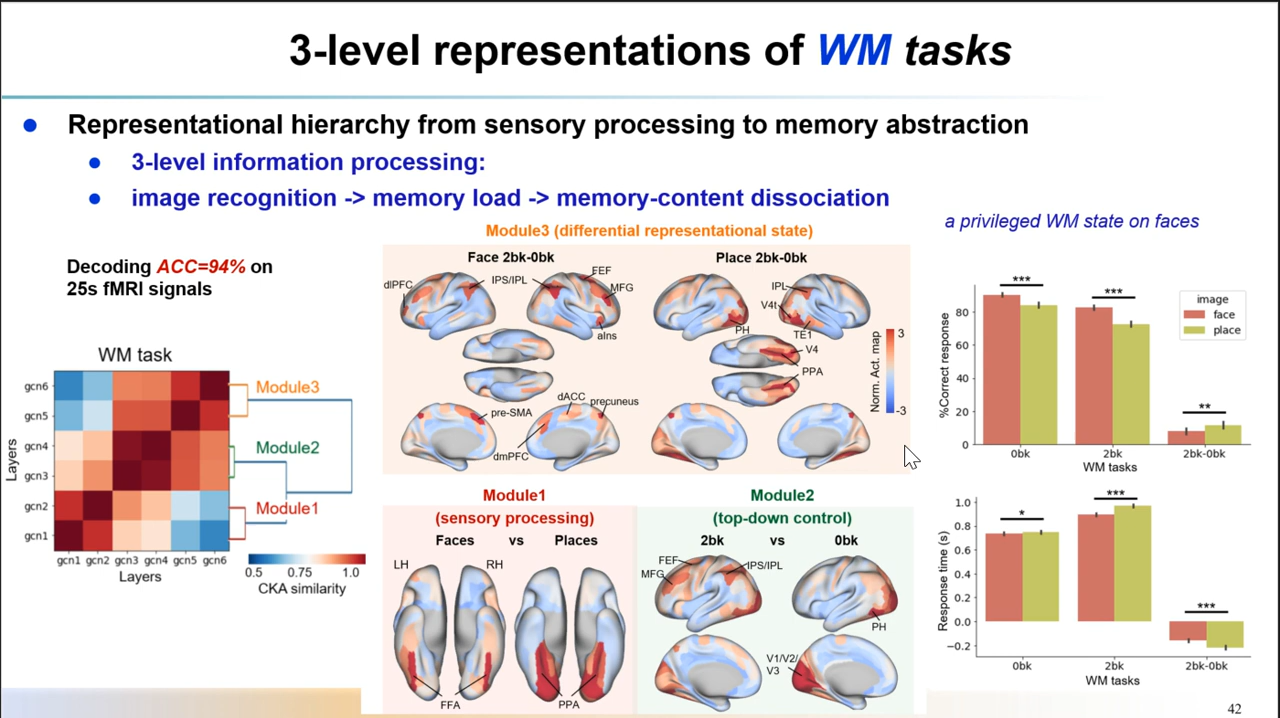 3-level representations of WM tasks
Representational hierarchy from sensory processing to memory abstraction
3-level information processing:
image recognition -> memory load -> memory-content dissociation
a privileged WM state on faces
Decoding ACC=94% on
25s fMRI signals
WM task
gcn6
gcn5
gcn4
gcn3
gcn2
gcn1
Layers
gcn1 gcn2 gcn3 gcn4 gcn5 gcn6
Layers
Module3
Module2
Module1
0.5 0.75 1.0
CKA similarity
Module3 (differential representational state)
Face 2bk-0bk
Place 2bk-0bk
dlPFC
IPS/IPL
FEF
MFG
aIns
pre-SMA
dACC
precuneus
dmPFC
IPL
V4t
PH
TE1
V4
PPA
Norm. Act. map
3
-3
Module1
(sensory processing)
Faces vs Places
LH
RH
FFA
PPA
Module2
(top-down control)
2bk vs 0bk
FEF
MFG
IPS/IPL
PH
V1/V2/
V3
%Correct response
80
60
40
20
0
***
***
**
image
face
place
0bk 2bk 2bk-0bk
WM tasks
Response time (s)
1.0
0.8
0.6
0.4
0.2
0.0
−0.2
*
***
***
0bk 2bk 2bk-0bk
WM tasks
42